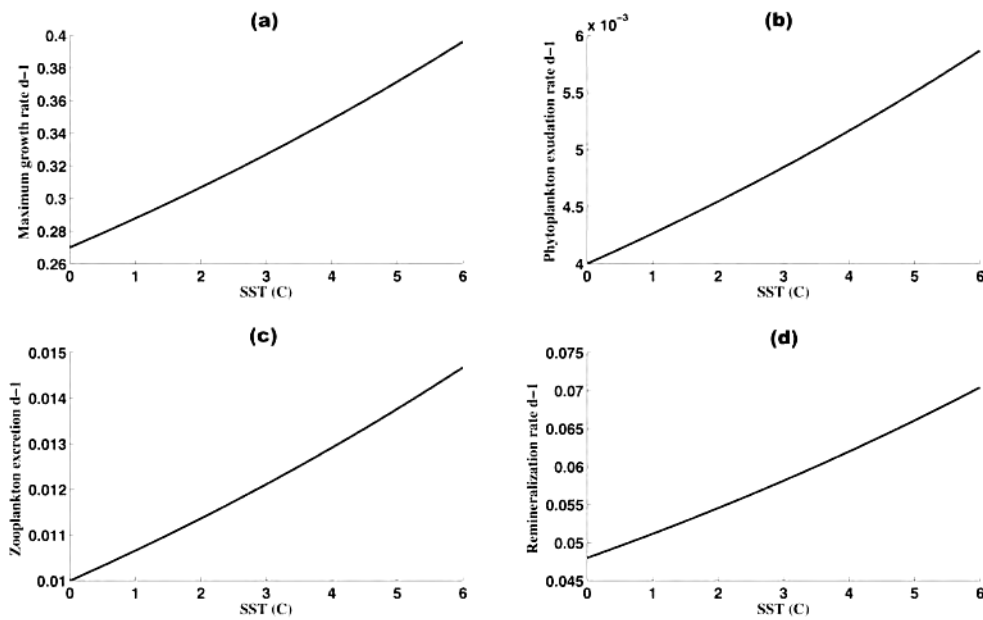 (a)
Maximum growth rate d−1
0.4
0.38
0.36
0.34
0.32
0.3
0.28
0.26
0 1 2 3 4 5 6
SST (C)
(b)
× 10−3
Phytoplankton exudation rate d−1
6
5.5
5
4.5
4
0 1 2 3 4 5 6
SST (C)
(c)
Zooplankton excretion d−1
0.015
0.014
0.013
0.012
0.011
0.01
0 1 2 3 4 5 6
SST (C)
(d)
Remineralization rate d−1
0.075
0.07
0.065
0.06
0.055
0.05
0.045
0 1 2 3 4 5 6
SST (C)